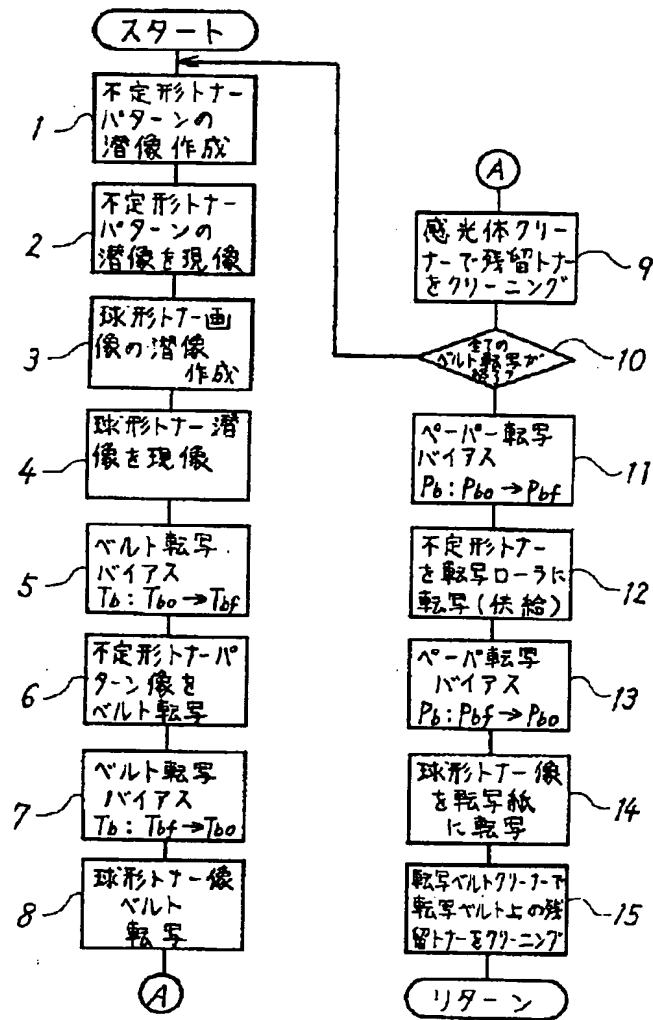 スタート
不定形トナー
パターンの
潜像作成
1
不定形トナー
パターンの
潜像を現像
2
球形トナー画
像の潜像
作成
3
球形トナー潜
像を現像
4
ベルト転写
バイアス
Tb:Tbo→Tbf
5
不定形トナーパ
ターン像を
ベルト転写
6
ベルト転写
バイアス
Tb:Tbf→Tbo
7
球形トナー像
ベルト
転写
8
A
A
感光体クリー
ナーで残留トナー
をクリーニング
9
全ての
ベルト転写が
終了?
10
ペーパー転写
バイアス
Pb:Pbo→Pbf
11
不定形トナー
を転写ローラに
転写(供給)
12
ペーパ転写
バイアス
Pb:Pbf→Pbo
13
球形トナー像
を転写紙
に転写
14
転写ベルトクリーナーで
転写ベルト上の残
留トナーをクリーニング
15
リターン